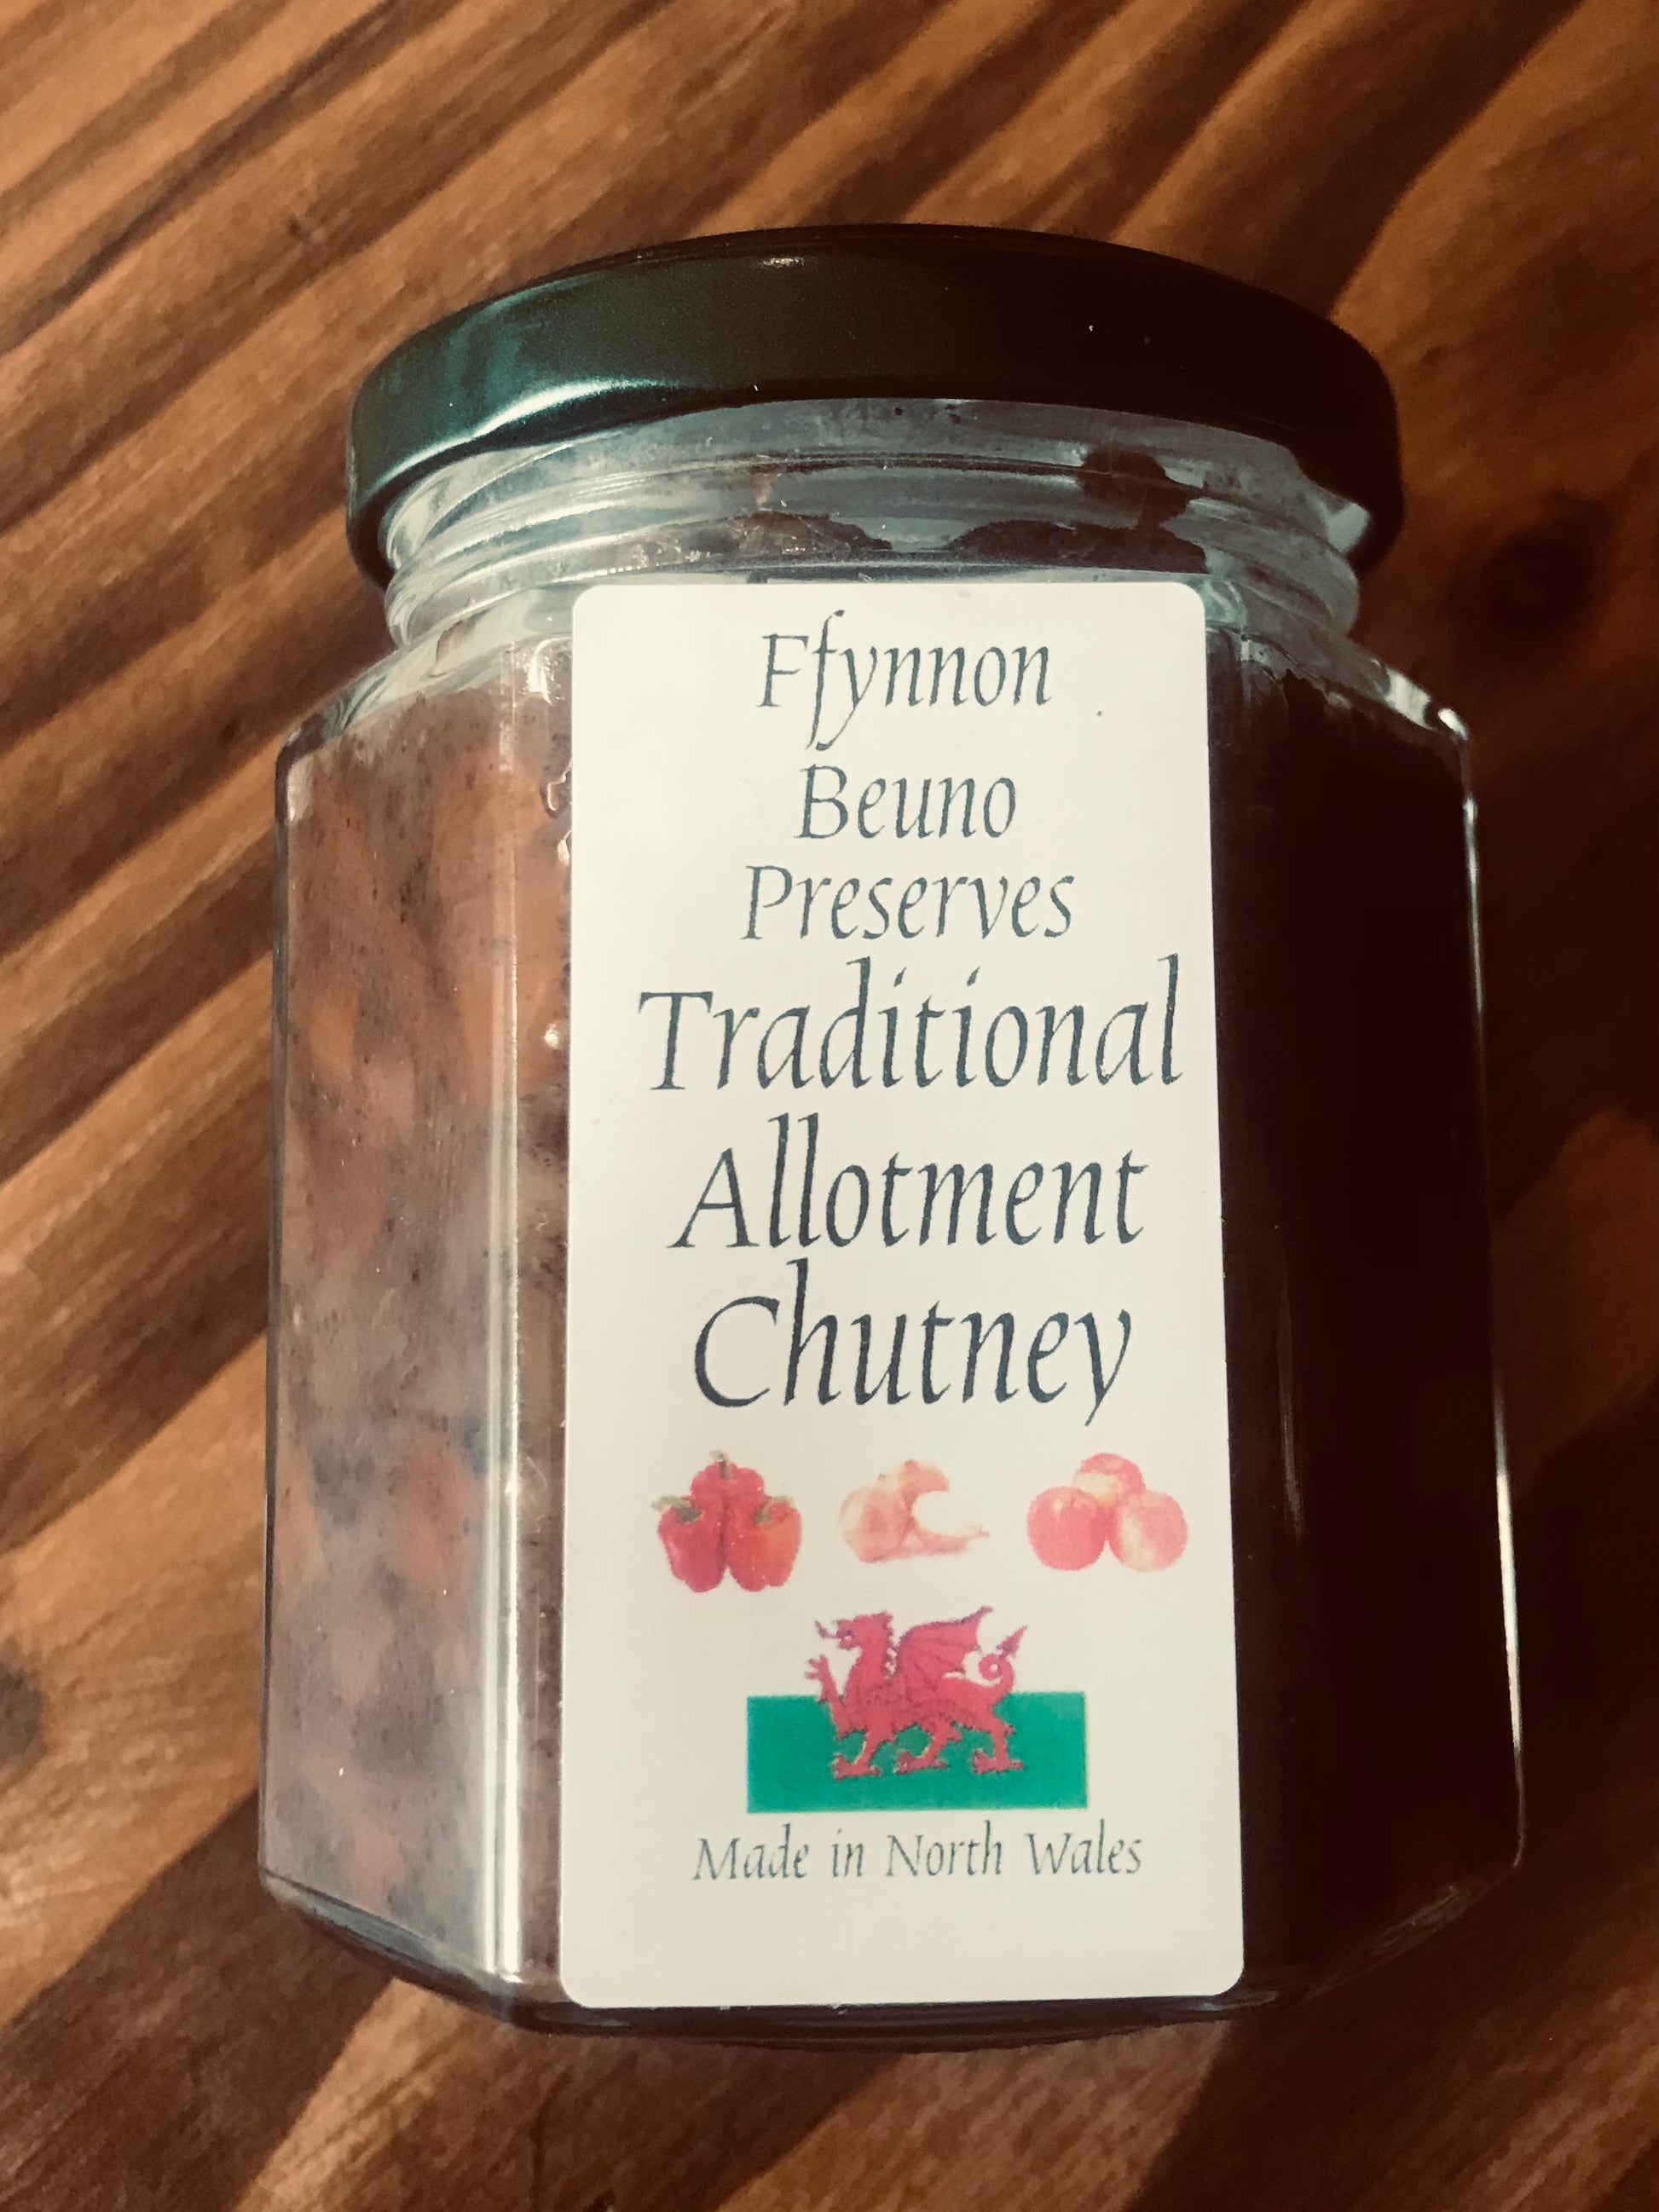 Ffynnon
Beuno
Preserves
Traditional
Allotment
Chutney
Made in North Wales